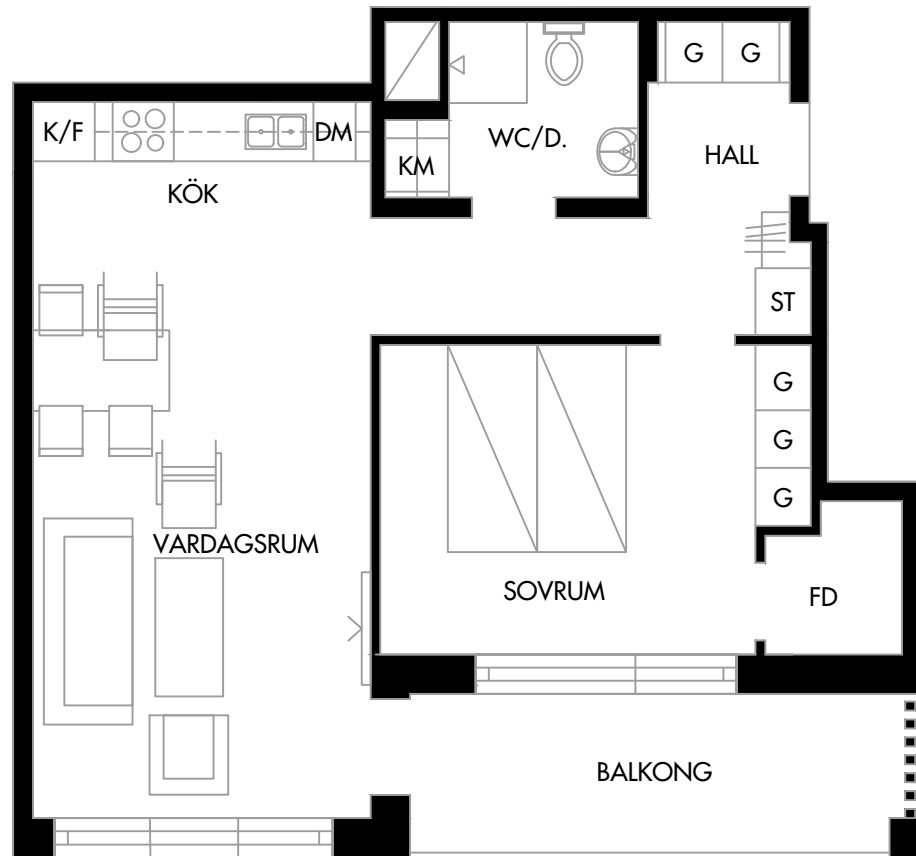 G G
K/F DM WC/D. HALL
KM
KÖK
ST
G
G
G
VARDAGSRUM
SOVRUM FD
BALKONG